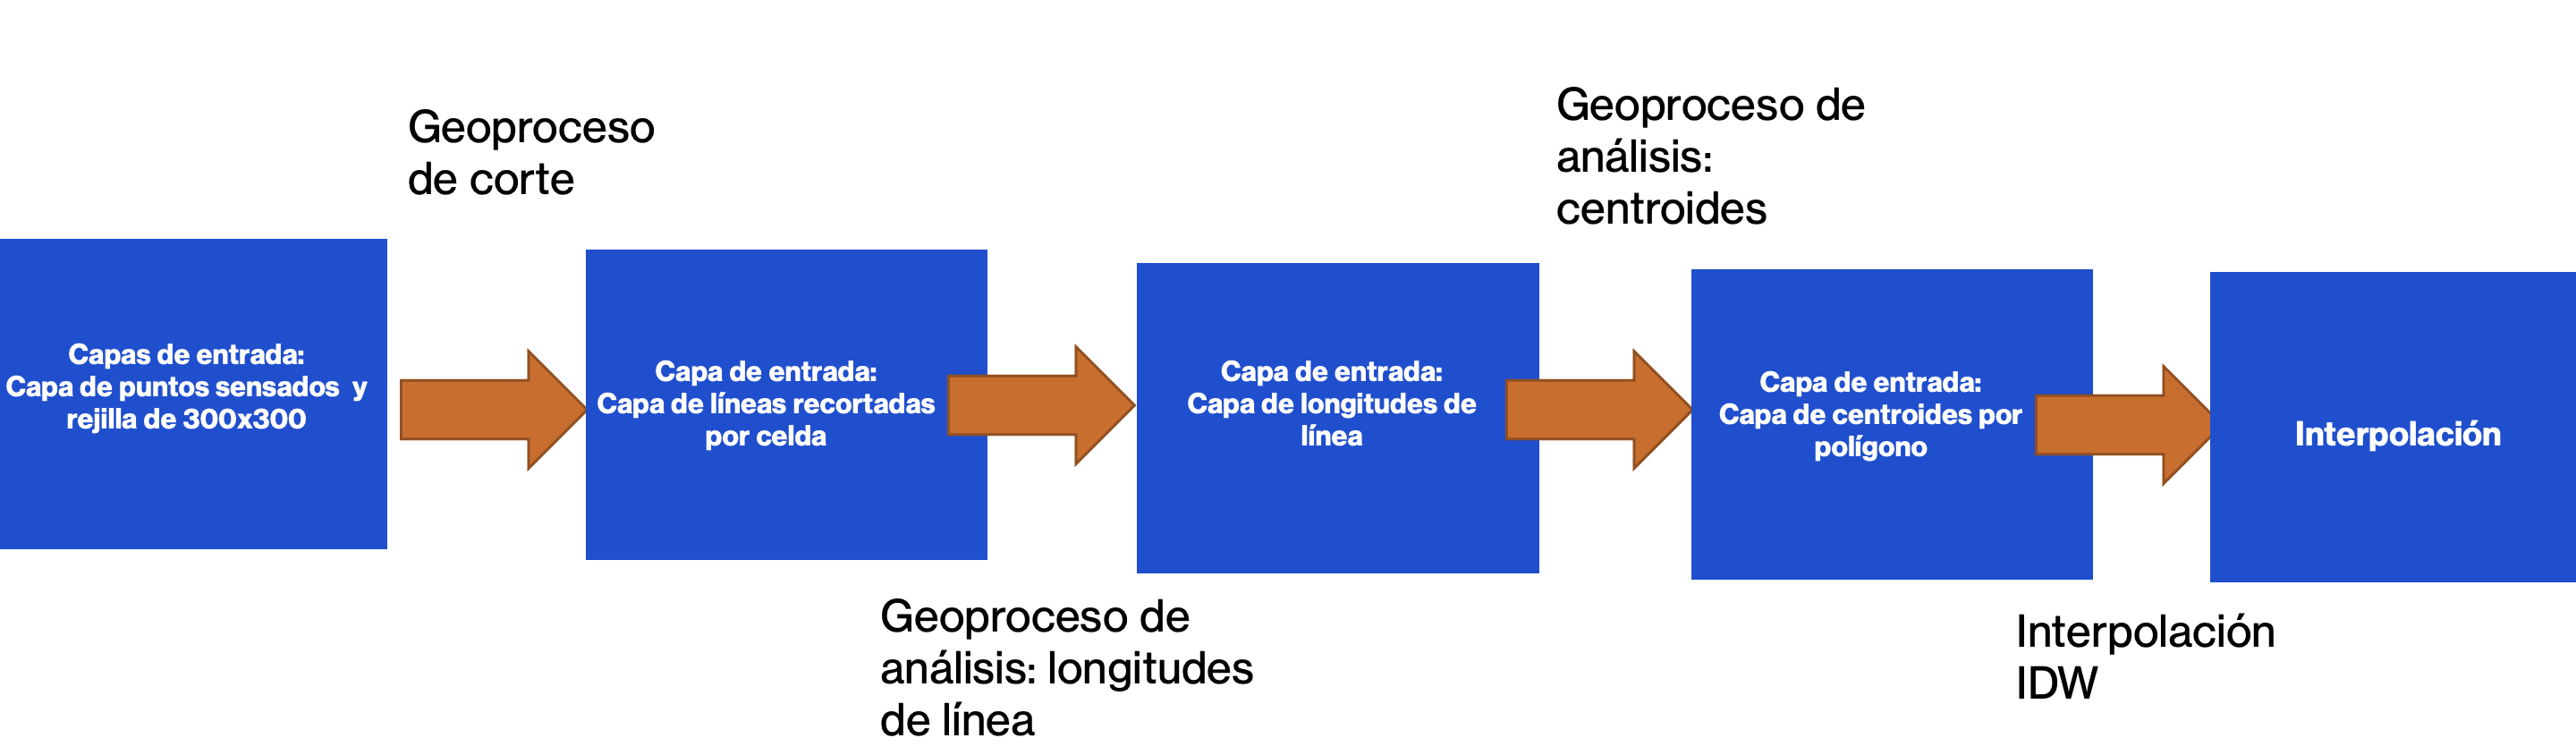 Geoproceso
de corte
Geoproceso de
análisis:
centroides
Capas de entrada:
Capa de puntos sensados y
rejilla de 300x300
Capa de entrada:
Capa de líneas recortadas
por celda
Capa de entrada:
Capa de longitudes de
línea
Capa de entrada:
Capa de centroides por
polígono
Interpolación
Geoproceso de
análisis: longitudes
de línea
Interpolación
IDW